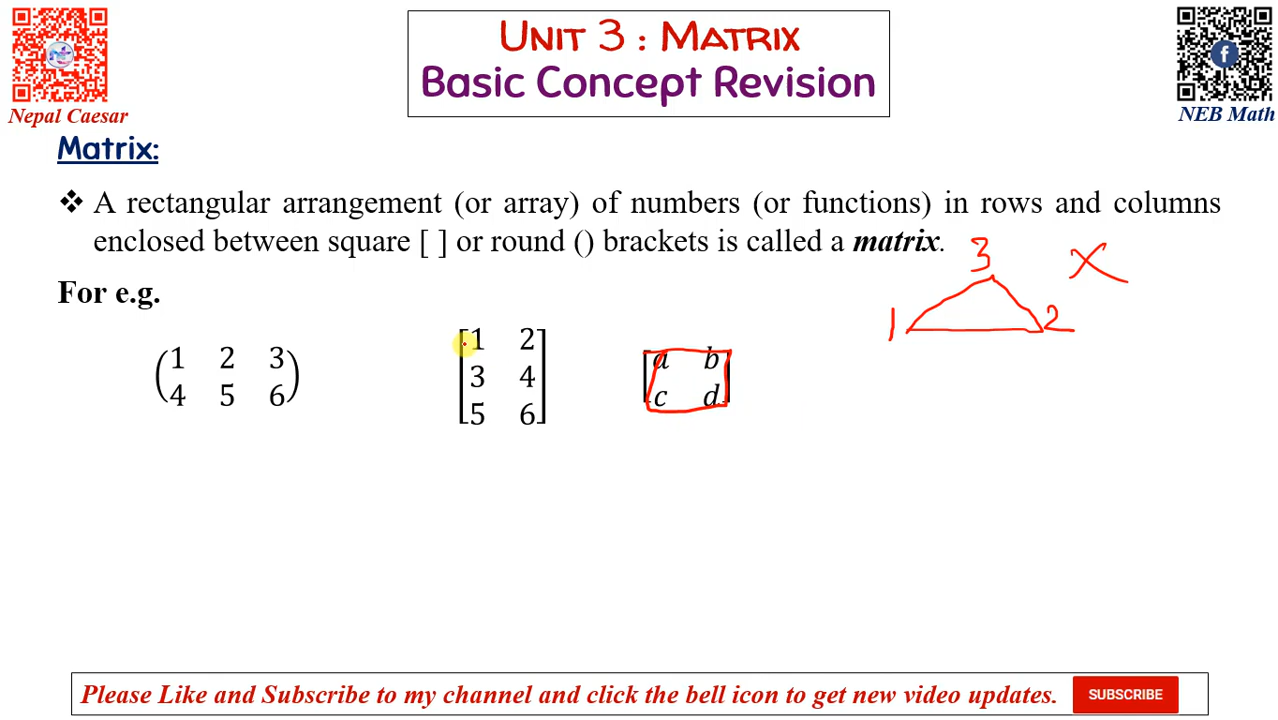 UNIT 3 : MATRIX
Basic Concept Revision
Nepal Caesar
NEB Math
Matrix:
❖ A rectangular arrangement (or array) of numbers (or functions) in rows and columns
enclosed between square [ ] or round () brackets is called a matrix.
For e.g.
(1 2 3
4 5 6)
[1 2
3 4
5 6]
[a b
c d]
3 X
1 2
Please Like and Subscribe to my channel and click the bell icon to get new video updates.
SUBSCRIBE